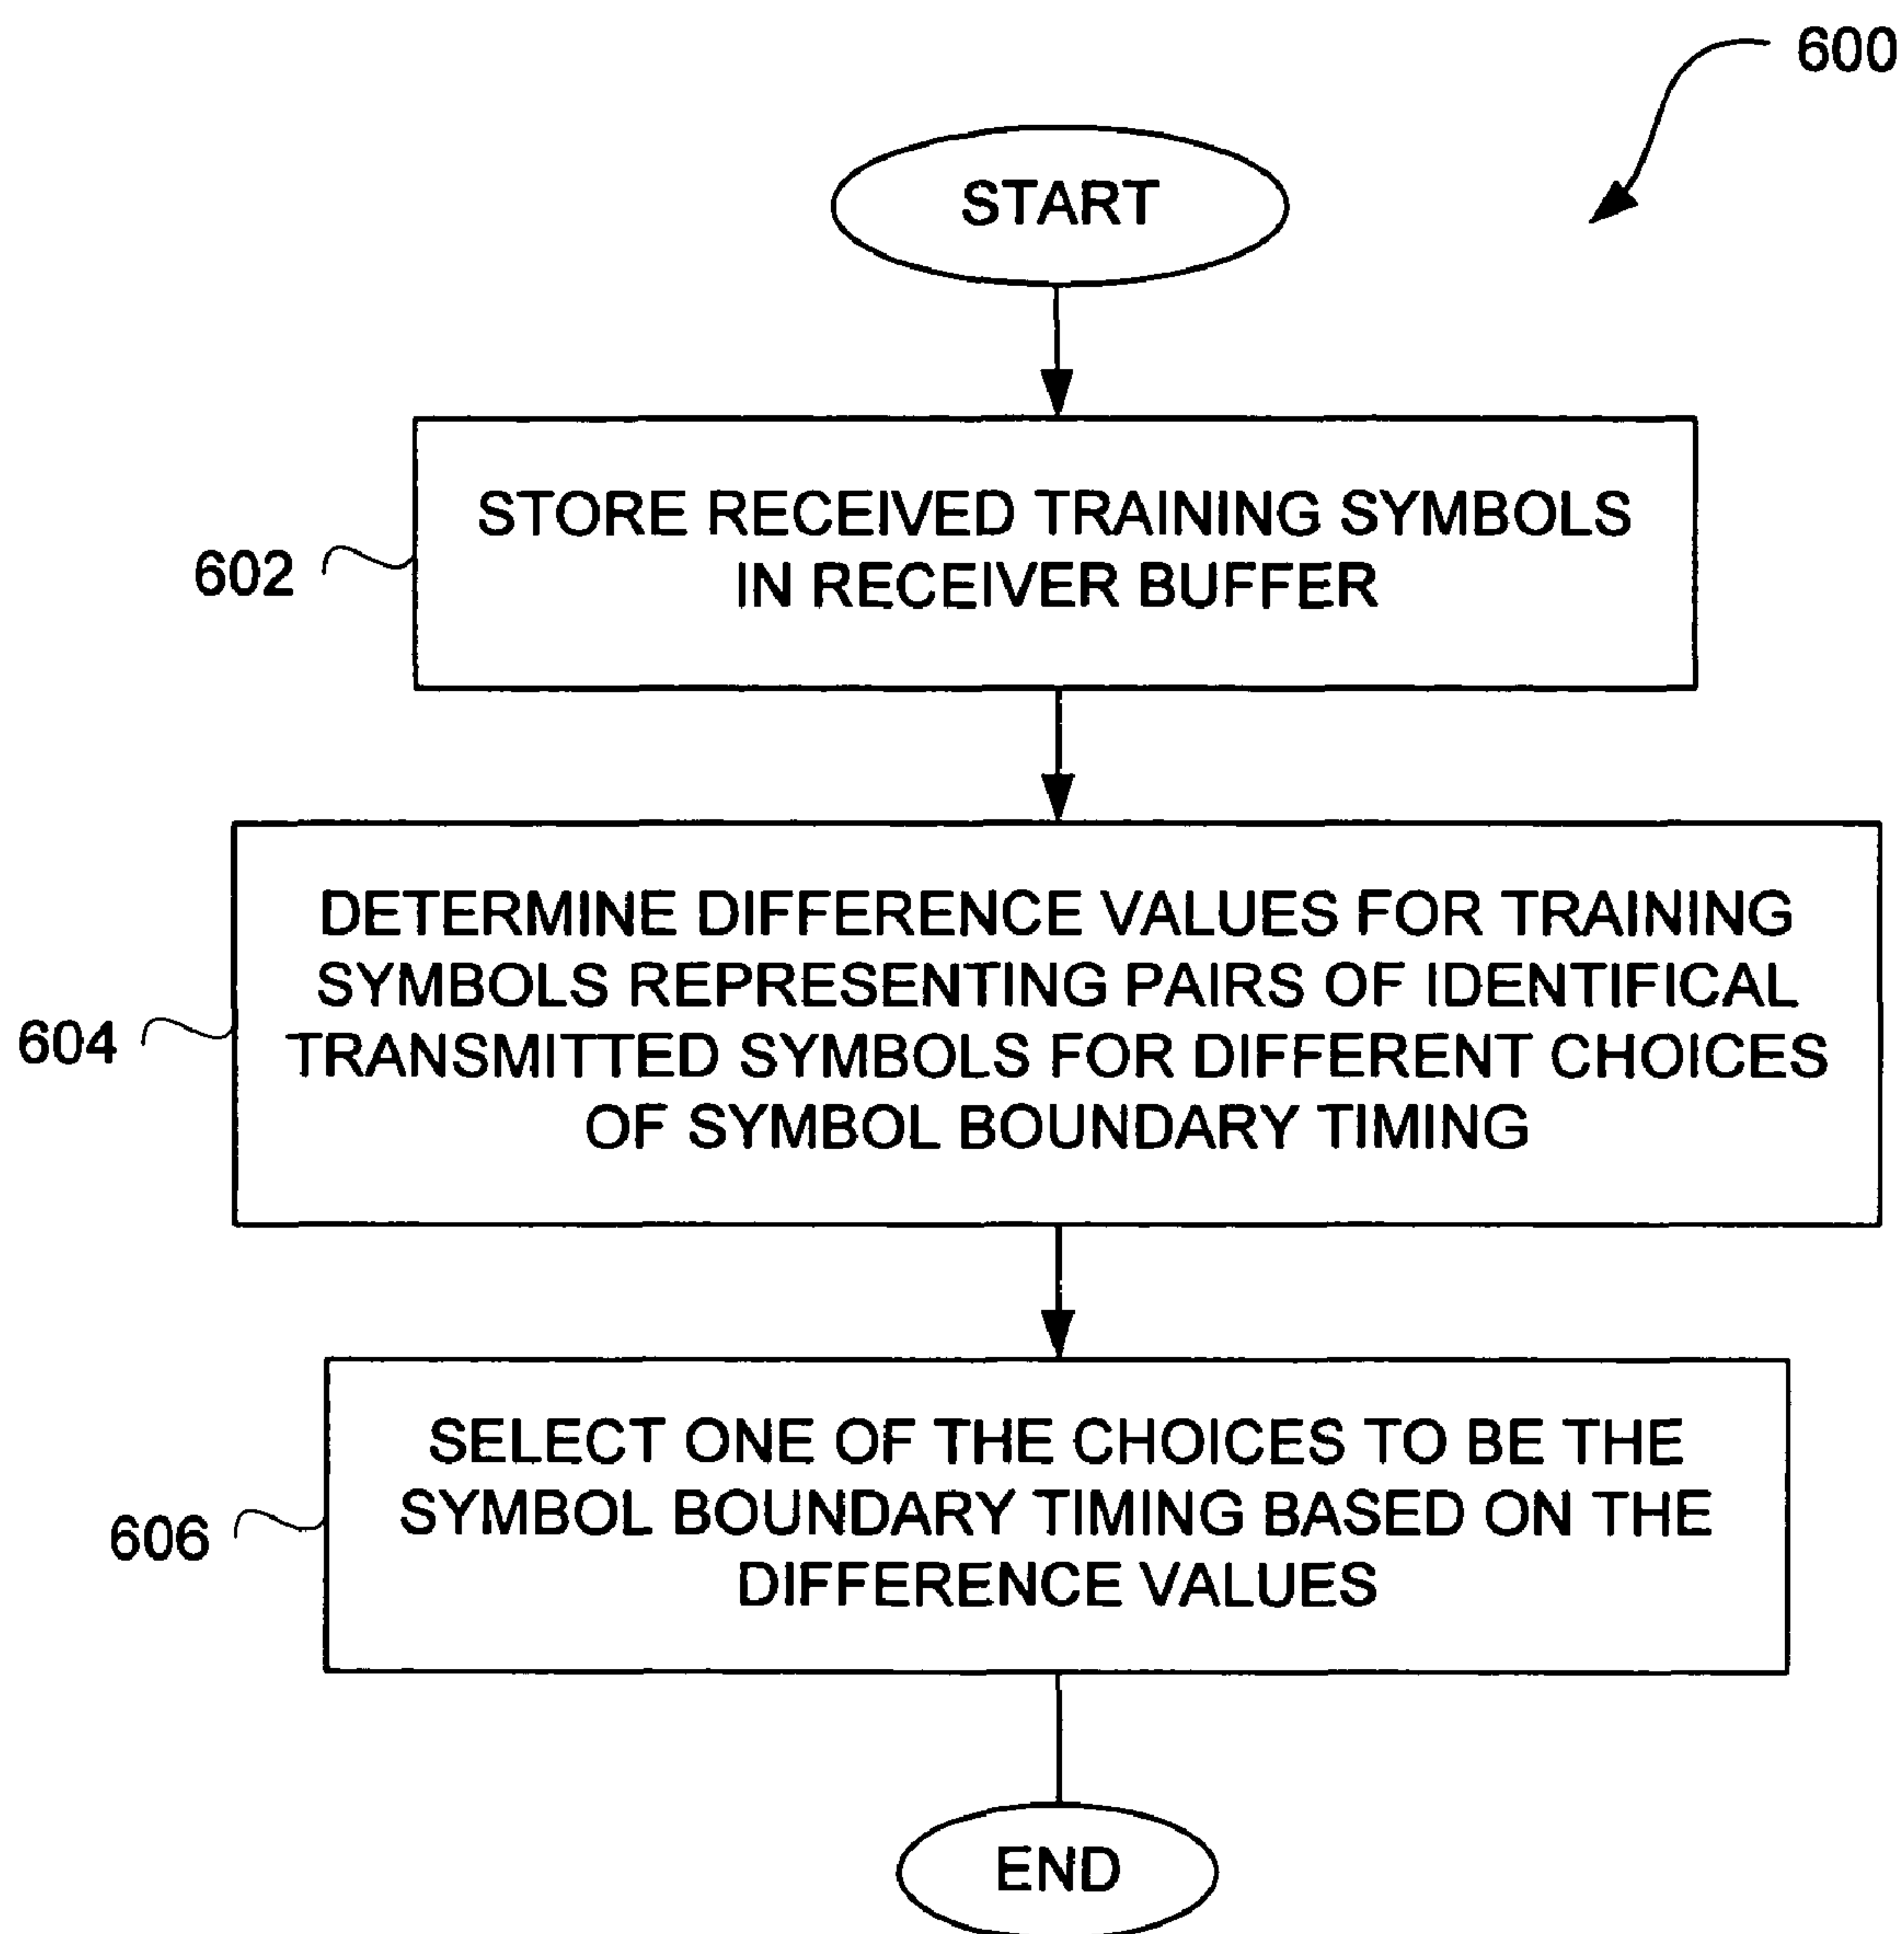 600
START
STORE RECEIVED TRAINING SYMBOLS
IN RECEIVER BUFFER
602
DETERMINE DIFFERENCE VALUES FOR TRAINING
SYMBOLS REPRESENTING PAIRS OF IDENTIFICAL
TRANSMITTED SYMBOLS FOR DIFFERENT CHOICES
OF SYMBOL BOUNDARY TIMING
604
SELECT ONE OF THE CHOICES TO BE THE
SYMBOL BOUNDARY TIMING BASED ON THE
DIFFERENCE VALUES
606
END